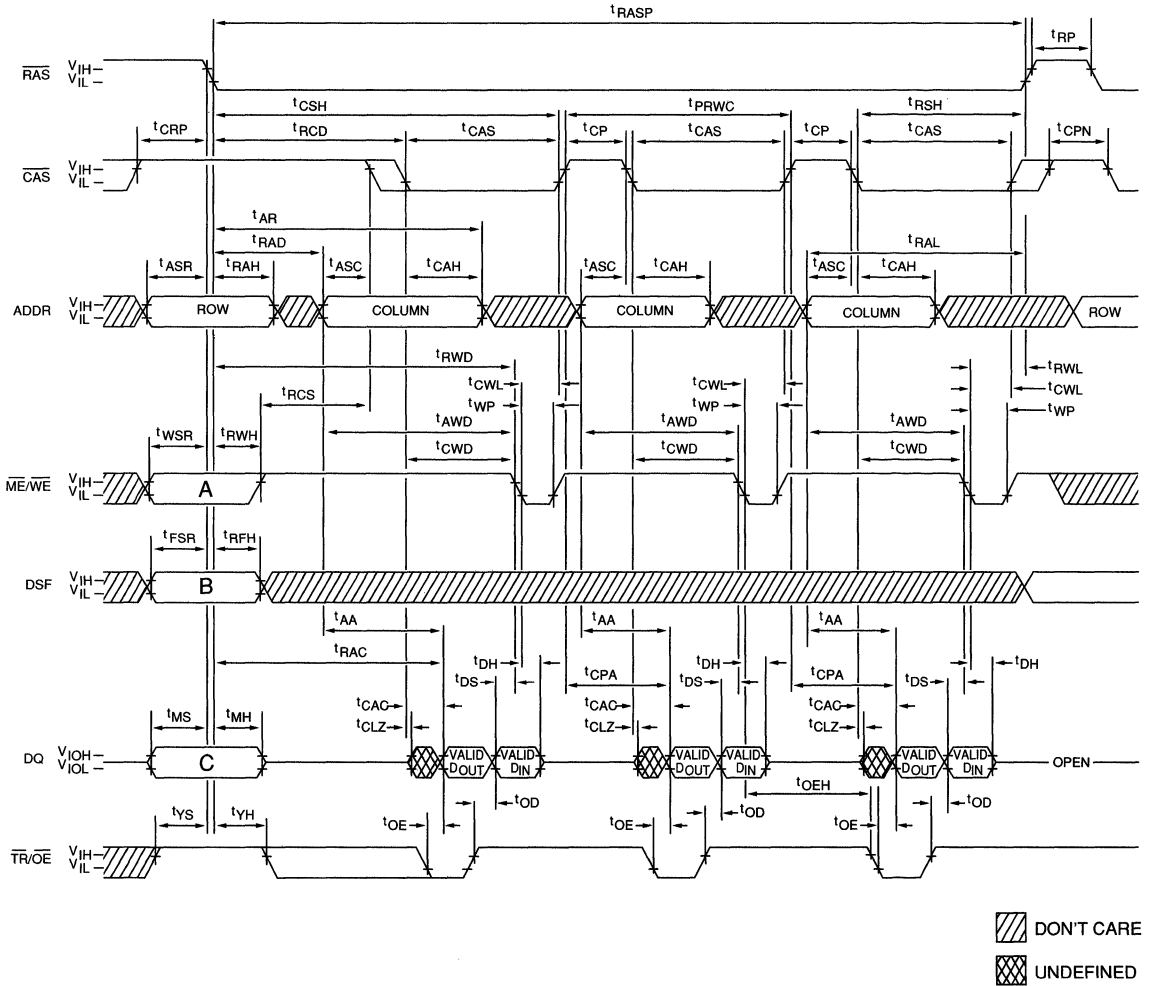 tRASP
tRP
RAS VIH VIL
tCSH tPRWC tRSH
tCRP tRCD tCAS tCP tCAS tCP tCAS tCPN
CAS VIH VIL
tAR
tRAD tRAL
tASR tRAH tASC tCAH tASC tCAH tASC tCAH
ADDR VIH VIL ROW COLUMN COLUMN COLUMN ROW
tRWD tRWL
tCWL tCWL tCWL
tRCS tWP tWP tWP
tAWD tAWD tAWD
tWSR tRWH tCWD tCWD tCWD
ME/WE VIH VIL A
tFSR tRFH
DSF VIH VIL B
tAA tAA tAA
tRAC tDH tDH tDH
tDS tCPA tDS tCPA tDS
tCAC tCAC tCAC
tMS tMH tCLZ tCLZ tCLZ
DQ VIOH VIOL C VALID DOUT VALID DIN VALID DOUT VALID DIN VALID DOUT VALID DIN OPEN
tOEH
tYS tYH tOE tOD tOE tOD tOE tOD
TR/OE VIH VIL
DON'T CARE
UNDEFINED